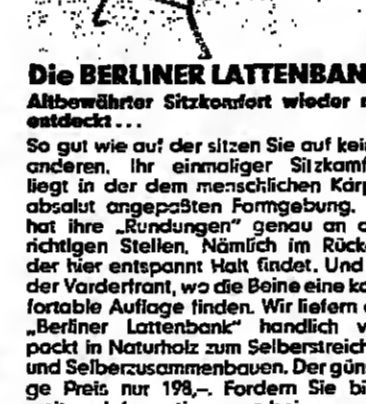 Die BERLINER LATTENBAN
Altbewährter Sitzkomfort wieder
entdeckt...
So gut wie auf der sitzen Sie auf kei
anderen. Ihr einmaliger Sitzkomf
liegt in der dem menschlichen Kör
absolut angepaßten Formgebung.
hat ihre „Rundungen" genau an
richtigen Stellen. Nämlich im Rück
der hier entspannt Halt findet. Und
der Vorderfront, wo die Beine eine ko
fortable Auflage finden. Wir liefern
„Berliner Lattenbank" handlich v
packt in Naturholz zum Selberstreich
und Selberzusammenbauen. Der gün
ge Preis nur 198,–. Fordern Sie bi